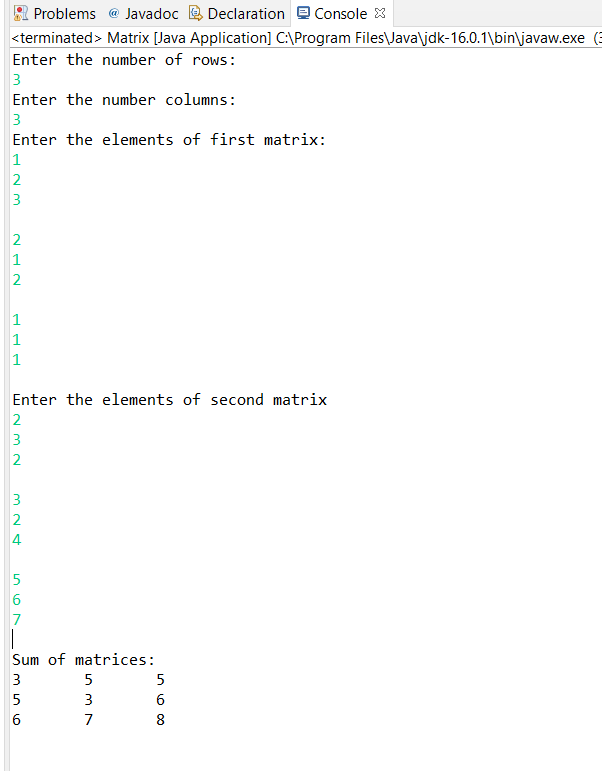 Problems @ Javadoc Declaration Console
<terminated> Matrix [Java Application] C:\Program Files\Java\jdk-16.0.1\bin\javaw.exe (3
Enter the number of rows:
3
Enter the number columns:
3
Enter the elements of first matrix:
1
2
3
2
1
2
1
1
1
Enter the elements of second matrix
2
3
2
3
2
4
5
6
7
Sum of matrices:
3 5 5
5 3 6
6 7 8